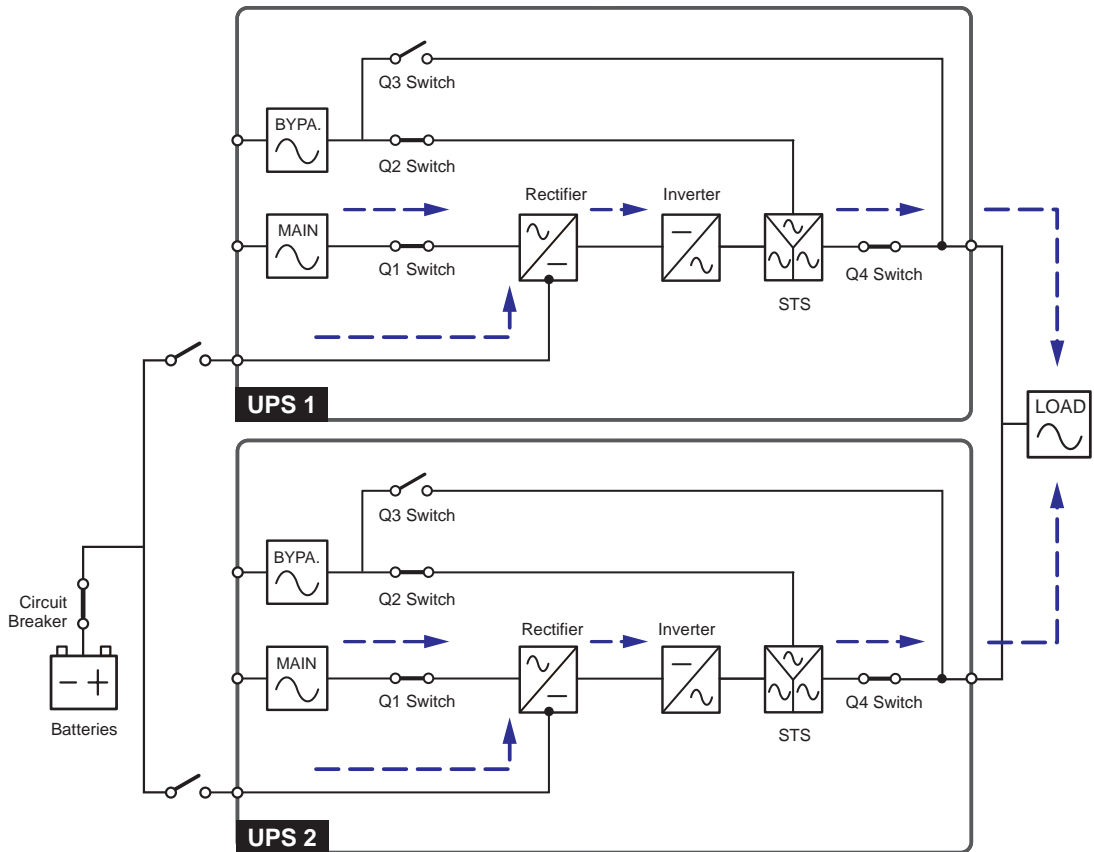 Q3 Switch
BYPA.
Q2 Switch
Rectifier
Inverter
MAIN
Q1 Switch
Q4 Switch
STS
UPS 1
LOAD
Q3 Switch
BYPA.
Q2 Switch
Circuit
Breaker
Rectifier
Inverter
MAIN
Q1 Switch
Q4 Switch
Batteries
STS
UPS 2